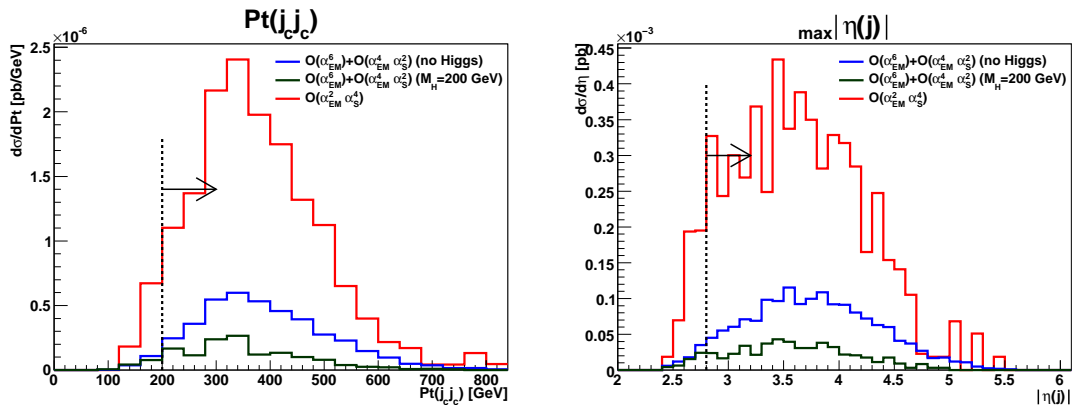 Pt(j_c j_c)
×10^-6
dσ/dPt [pb/GeV]
O(α_EM^6)+O(α_EM^4 α_S^2) (no Higgs)
O(α_EM^6)+O(α_EM^4 α_S^2) (M_H=200 GeV)
O(α_EM^2 α_S^4)
2.5
2
1.5
1
0.5
0
0 100 200 300 400 500 600 700 800
Pt(j_c j_c) [GeV]
max|η(j)|
×10^-3
dσ/dη [pb]
O(α_EM^6)+O(α_EM^4 α_S^2) (no Higgs)
O(α_EM^6)+O(α_EM^4 α_S^2) (M_H=200 GeV)
O(α_EM^2 α_S^4)
0.45
0.4
0.35
0.3
0.25
0.2
0.15
0.1
0.05
0
2 2.5 3 3.5 4 4.5 5 5.5 6
|η(j)|